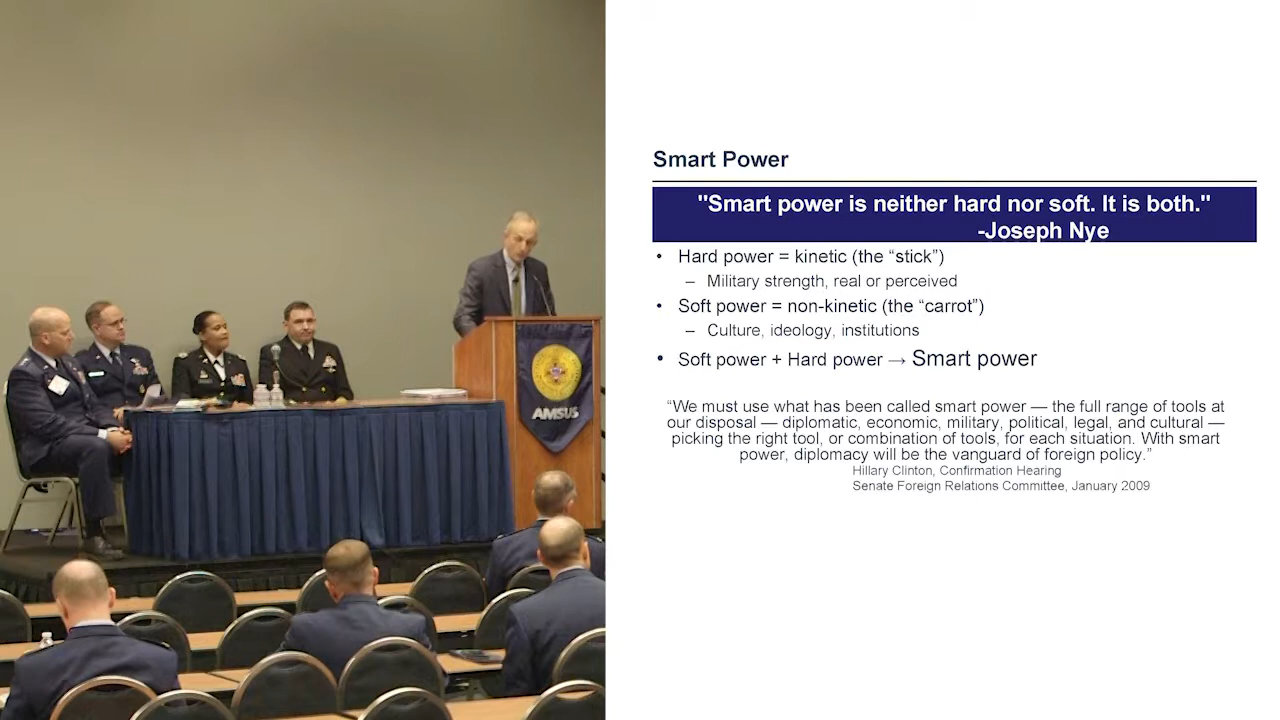 AMSUS
Smart Power
"Smart power is neither hard nor soft. It is both."
-Joseph Nye
• Hard power = kinetic (the “stick”)
– Military strength, real or perceived
• Soft power = non-kinetic (the “carrot”)
– Culture, ideology, institutions
• Soft power + Hard power → Smart power
“We must use what has been called smart power — the full range of tools at
our disposal — diplomatic, economic, military, political, legal, and cultural —
picking the right tool, or combination of tools, for each situation. With smart
power, diplomacy will be the vanguard of foreign policy.”
Hillary Clinton, Confirmation Hearing
Senate Foreign Relations Committee, January 2009